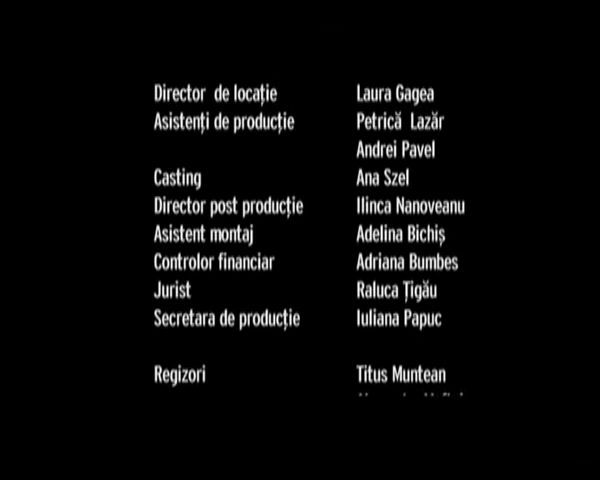 Director de locație Laura Gagea
Asistenți de producție Petrică Lazăr
Andrei Pavel
Casting Ana Szel
Director post producție Ilinca Nanoveanu
Asistent montaj Adelina Bichiș
Controlor financiar Adriana Bumbes
Jurist Raluca Țigău
Secretara de producție Iuliana Papuc
Regizori Titus Muntean